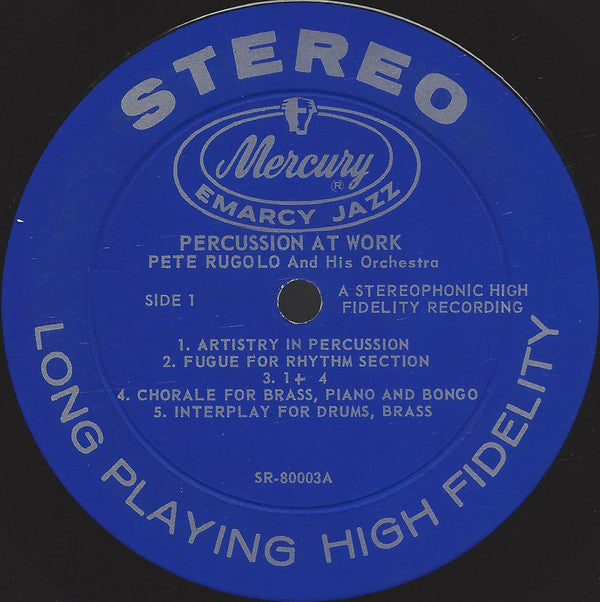 STEREO
Mercury
®
EMARCY JAZZ
PERCUSSION AT WORK
PETE RUGOLO And His Orchestra
SIDE 1
A STEREOPHONIC HIGH
FIDELITY RECORDING
1. ARTISTRY IN PERCUSSION
2. FUGUE FOR RHYTHM SECTION
3. 1 + 4
4. CHORALE FOR BRASS, PIANO AND BONGO
5. INTERPLAY FOR DRUMS, BRASS
SR-80003A
LONG PLAYING HIGH FIDELITY